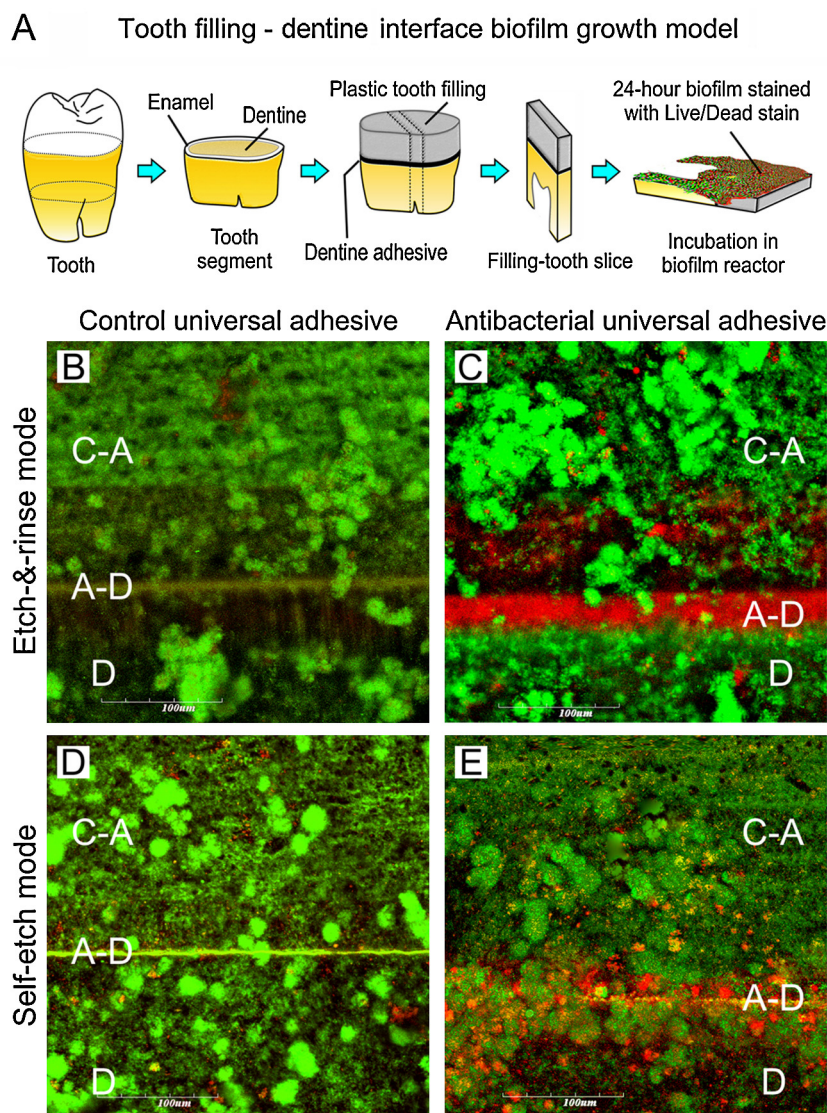 A
Tooth filling - dentine interface biofilm growth model
Enamel
Dentine
Plastic tooth filling
24-hour biofilm stained
with Live/Dead stain
Tooth
Tooth
segment
Dentine adhesive
Filling-tooth slice
Incubation in
biofilm reactor
Control universal adhesive
Antibacterial universal adhesive
Etch-&-rinse mode
B
C-A
A-D
D
100um
C
C-A
A-D
D
100um
Self-etch mode
D
C-A
A-D
D
100um
E
C-A
A-D
D
100um